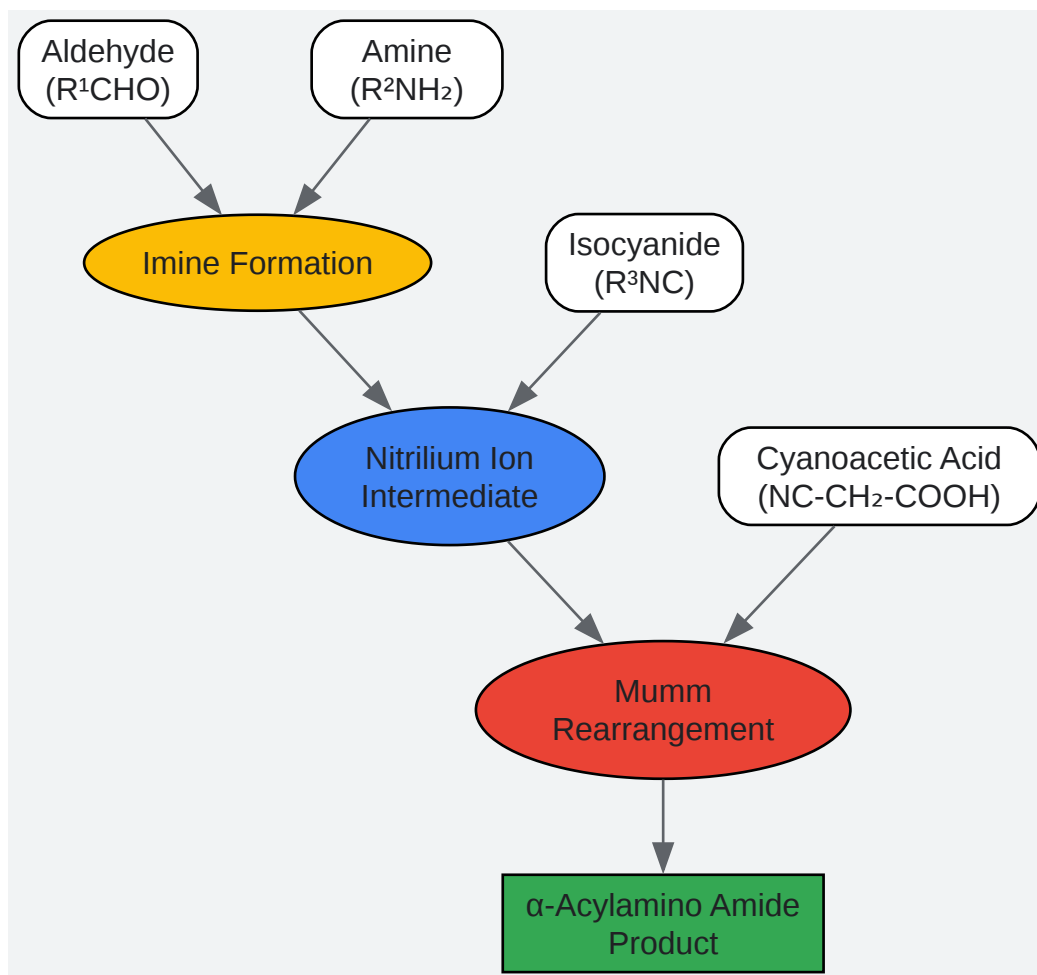 Aldehyde
(R¹CHO)
Amine
(R²NH₂)
Imine Formation
Isocyanide
(R³NC)
Nitrilium Ion
Intermediate
Cyanoacetic Acid
(NC-CH₂-COOH)
Mumm
Rearrangement
α-Acylamino Amide
Product